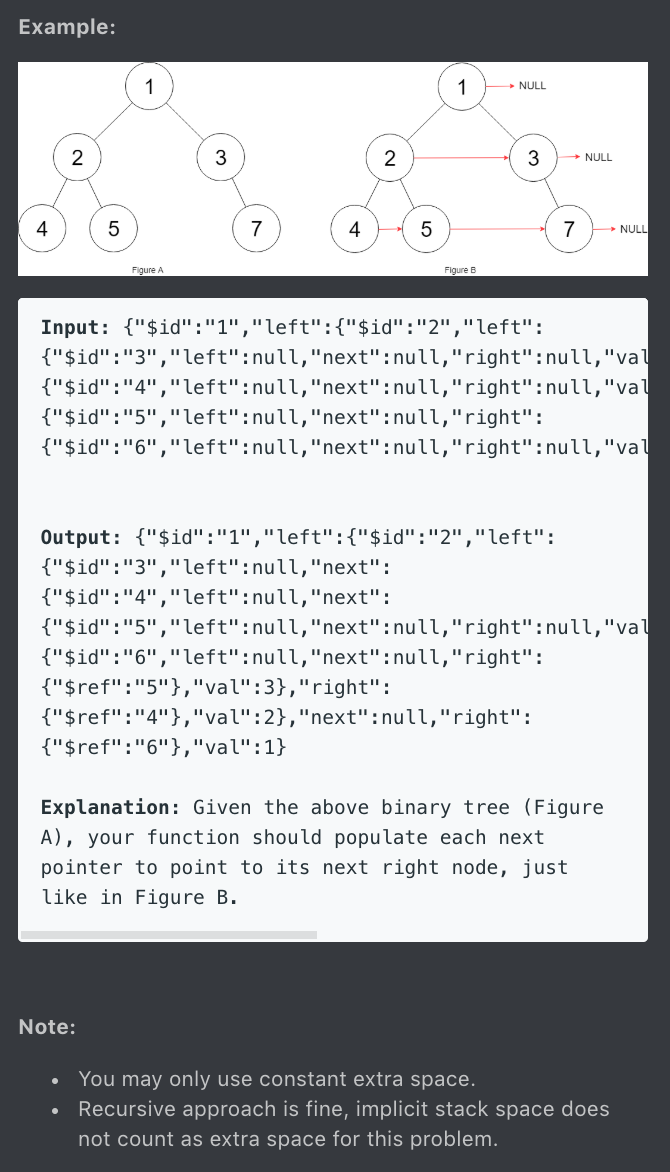 Example:
1
1 NULL
2 3
2 3 NULL
4 5 7
4 5 7 NULL
Figure A
Figure B
Input: {"$id":"1","left":{"$id":"2","left":
{"$id":"3","left":null,"next":null,"right":null,"val
{"$id":"4","left":null,"next":null,"right":null,"val
{"$id":"5","left":null,"next":null,"right":
{"$id":"6","left":null,"next":null,"right":null,"val
Output: {"$id":"1","left":{"$id":"2","left":
{"$id":"3","left":null,"next":
{"$id":"4","left":null,"next":
{"$id":"5","left":null,"next":null,"right":null,"val
{"$id":"6","left":null,"next":null,"right":
{"$ref":"5"},"val":3},"right":
{"$ref":"4"},"val":2},"next":null,"right":
{"$ref":"6"},"val":1}
Explanation: Given the above binary tree (Figure
A), your function should populate each next
pointer to point to its next right node, just
like in Figure B.
Note:
• You may only use constant extra space.
• Recursive approach is fine, implicit stack space does
not count as extra space for this problem.